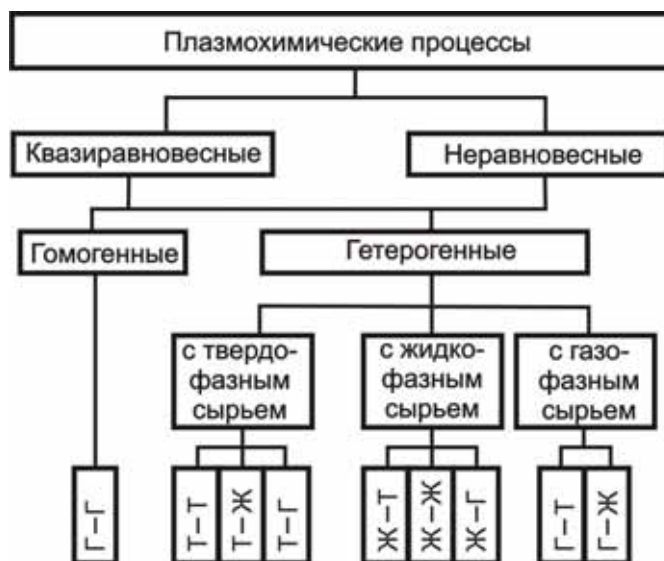 Плазмохимические процессы
Квазиравновесные
Неравновесные
Гомогенные
Гетерогенные
с твердо-
фазным
сырьем
с жидко-
фазным
сырьем
с газо-
фазным
сырьем
Г–Г
Т–Т
Т–Ж
Т–Г
Ж–Т
Ж–Ж
Ж–Г
Г–Т
Г–Ж